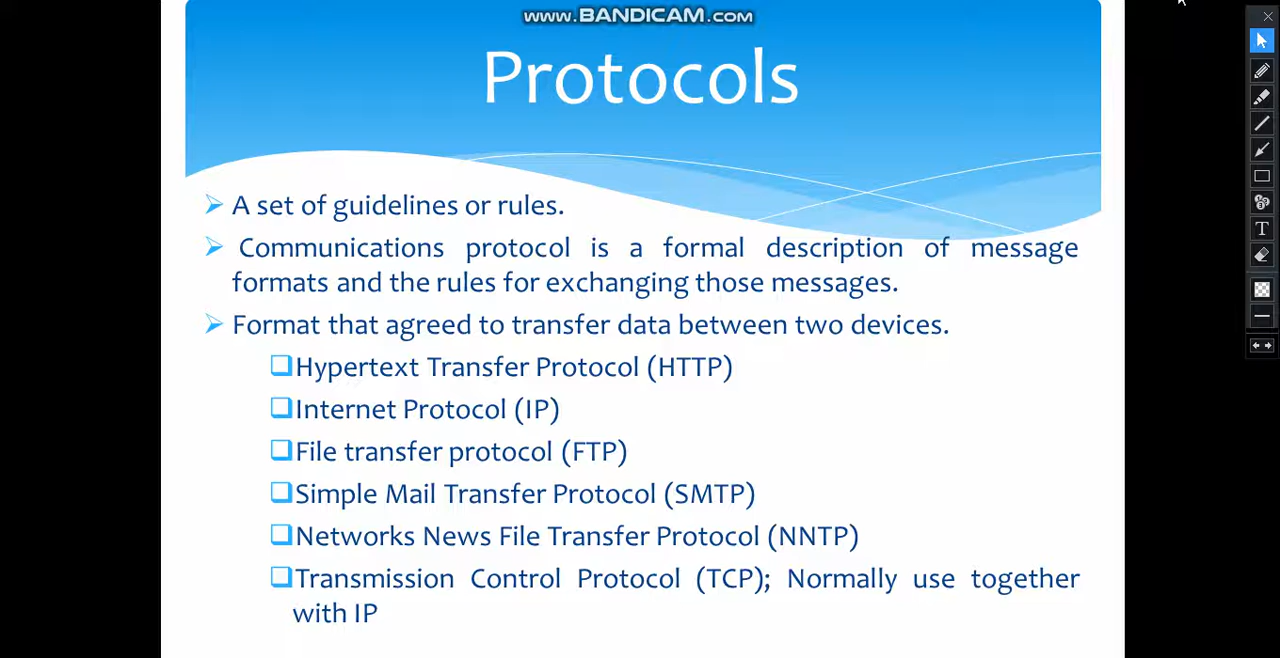 www.BANDICAM.com
Protocols
A set of guidelines or rules.
Communications protocol is a formal description of message
formats and the rules for exchanging those messages.
Format that agreed to transfer data between two devices.
Hypertext Transfer Protocol (HTTP)
Internet Protocol (IP)
File transfer protocol (FTP)
Simple Mail Transfer Protocol (SMTP)
Networks News File Transfer Protocol (NNTP)
Transmission Control Protocol (TCP); Normally use together
with IP